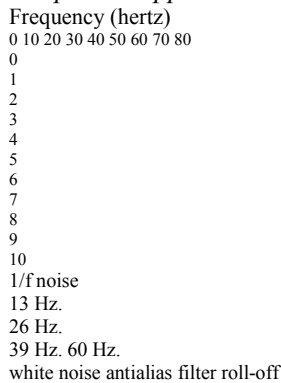 Frequency (hertz)
0 10 20 30 40 50 60 70 80
0
1
2
3
4
5
6
7
8
9
10
1/f noise
13 Hz.
26 Hz.
39 Hz. 60 Hz.
white noise antialias filter roll-off